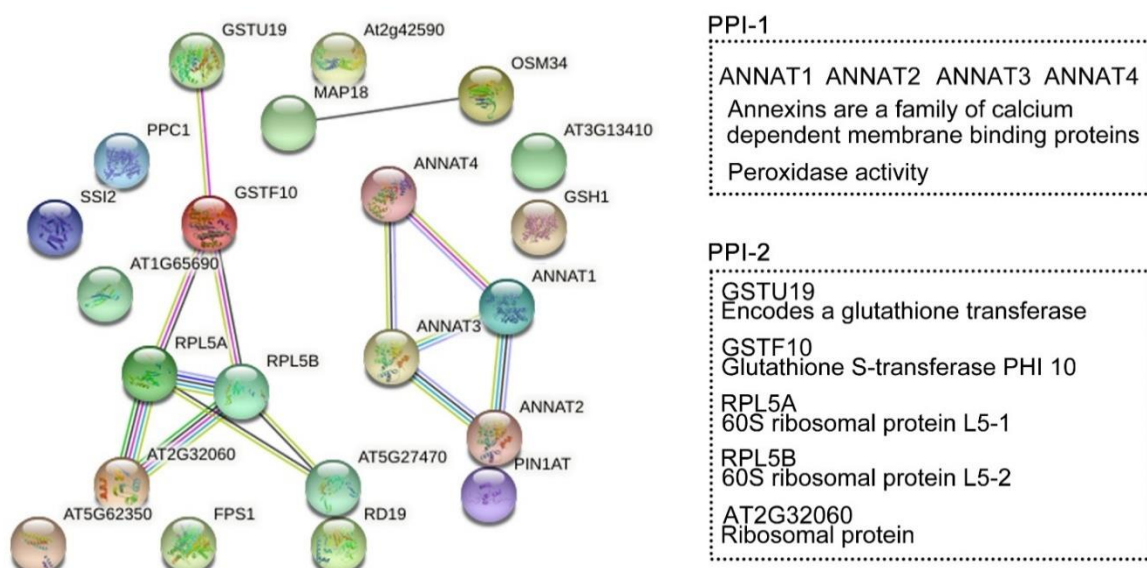 GSTU19
At2g42590
OSM34
MAP18
PPC1
AT3G13410
ANNAT4
SSI2
GSTF10
GSH1
AT1G65690
ANNAT1
ANNAT3
RPL5A
RPL5B
ANNAT2
AT2G32060
AT5G27470
PIN1AT
AT5G62350
FPS1
RD19
PPI-1
ANNAT1 ANNAT2 ANNAT3 ANNAT4
Annexins are a family of calcium
dependent membrane binding proteins
Peroxidase activity
PPI-2
GSTU19
Encodes a glutathione transferase
GSTF10
Glutathione S-transferase PHI 10
RPL5A
60S ribosomal protein L5-1
RPL5B
60S ribosomal protein L5-2
AT2G32060
Ribosomal protein